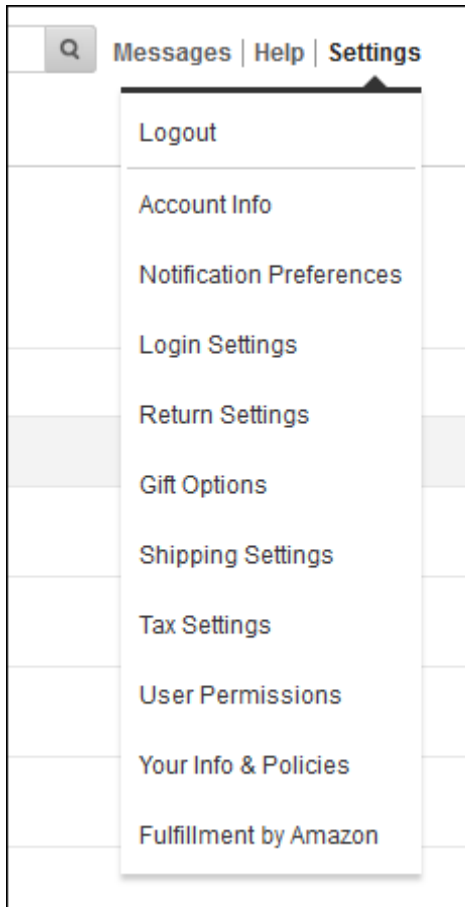 Messages | Help | Settings
Logout
Account Info
Notification Preferences
Login Settings
Return Settings
Gift Options
Shipping Settings
Tax Settings
User Permissions
Your Info & Policies
Fulfillment by Amazon